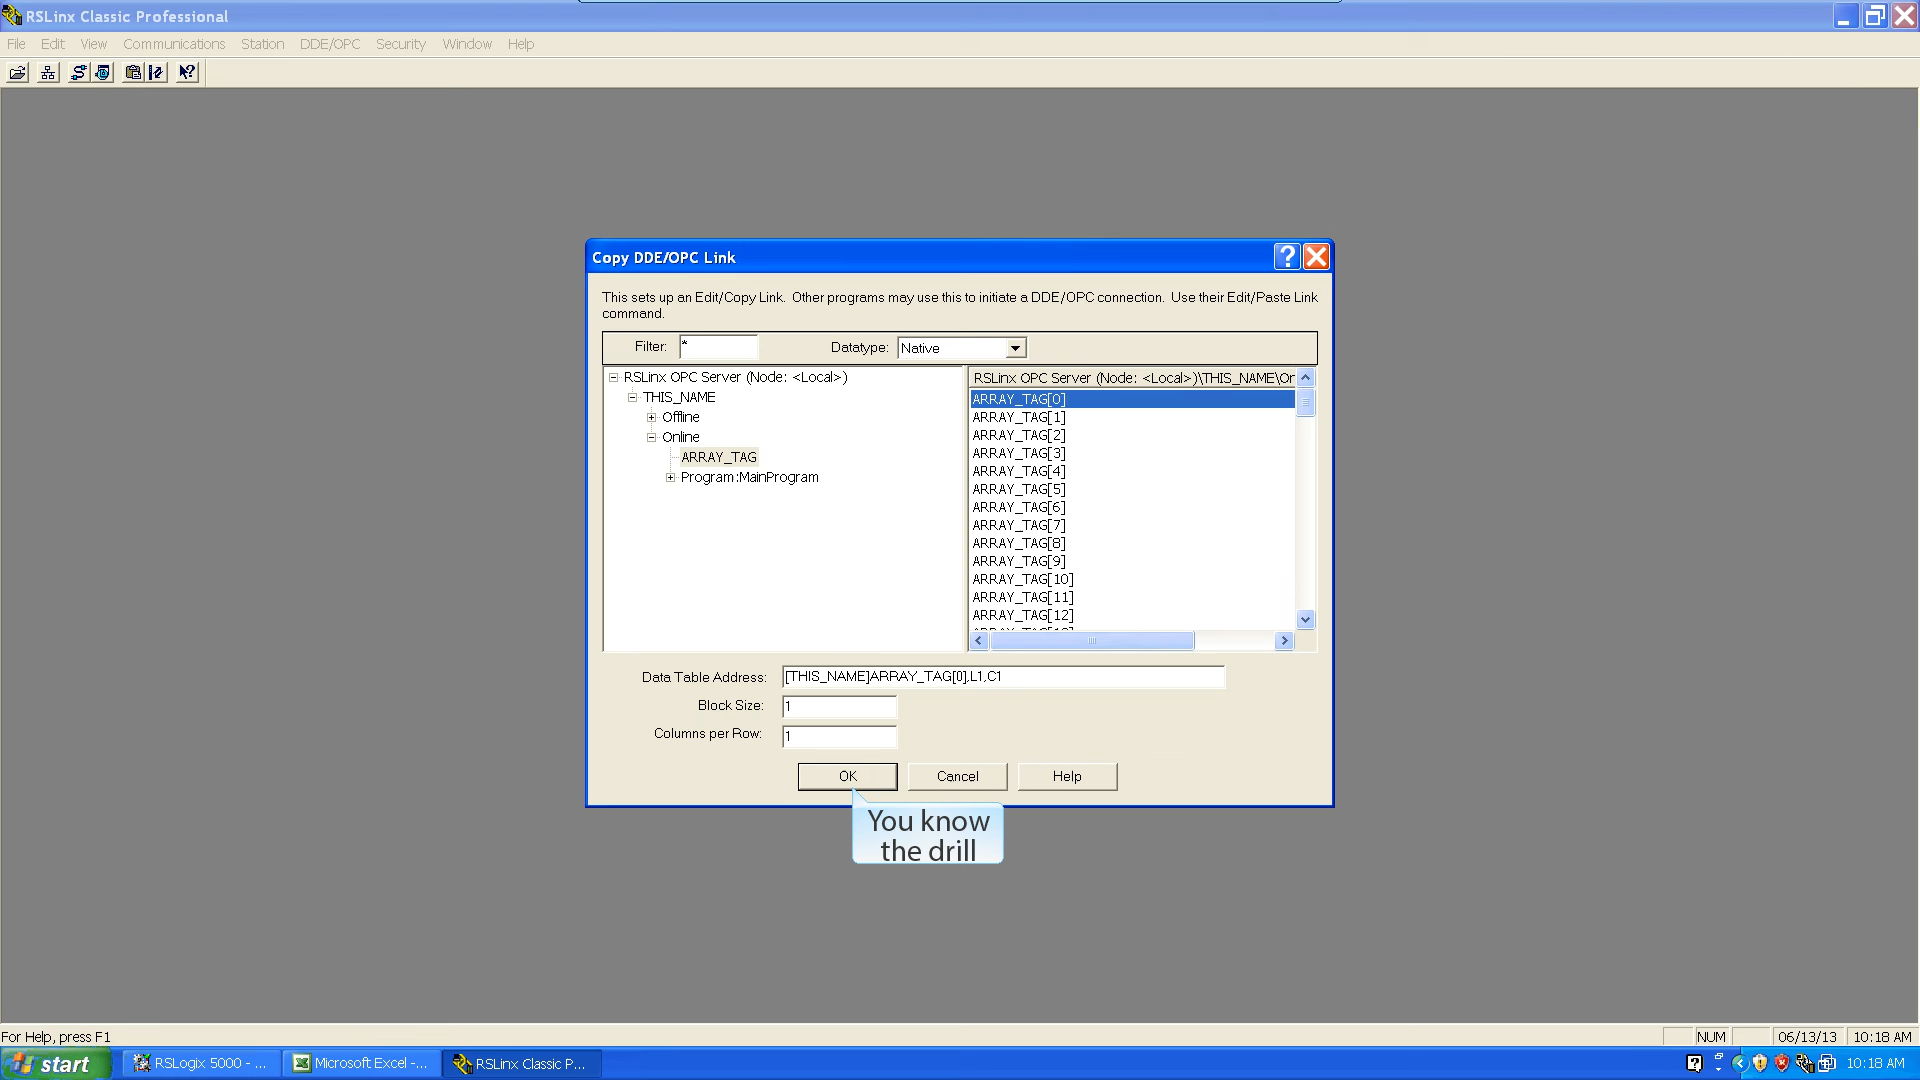 RSLinx Classic Professional
File Edit View Communications Station DDE/OPC Security Window Help
Copy DDE/OPC Link
This sets up an Edit/Copy Link. Other programs may use this to initiate a DDE/OPC connection. Use their Edit/Paste Link
command.
Filter: * Datatype: Native
RSLinx OPC Server (Node: <Local>)
THIS_NAME
Offline
Online
ARRAY_TAG
Program:MainProgram
RSLinx OPC Server (Node: <Local>)\THIS_NAME\Or
ARRAY_TAG[0]
ARRAY_TAG[1]
ARRAY_TAG[2]
ARRAY_TAG[3]
ARRAY_TAG[4]
ARRAY_TAG[5]
ARRAY_TAG[6]
ARRAY_TAG[7]
ARRAY_TAG[8]
ARRAY_TAG[9]
ARRAY_TAG[10]
ARRAY_TAG[11]
ARRAY_TAG[12]
Data Table Address: [THIS_NAME]ARRAY_TAG[0],L1,C1
Block Size: 1
Columns per Row: 1
OK Cancel Help
You know
the drill
For Help, press F1
NUM 06/13/13 10:18 AM
start RSLogix 5000 - ... Microsoft Excel -... RSLinx Classic P... 10:18 AM